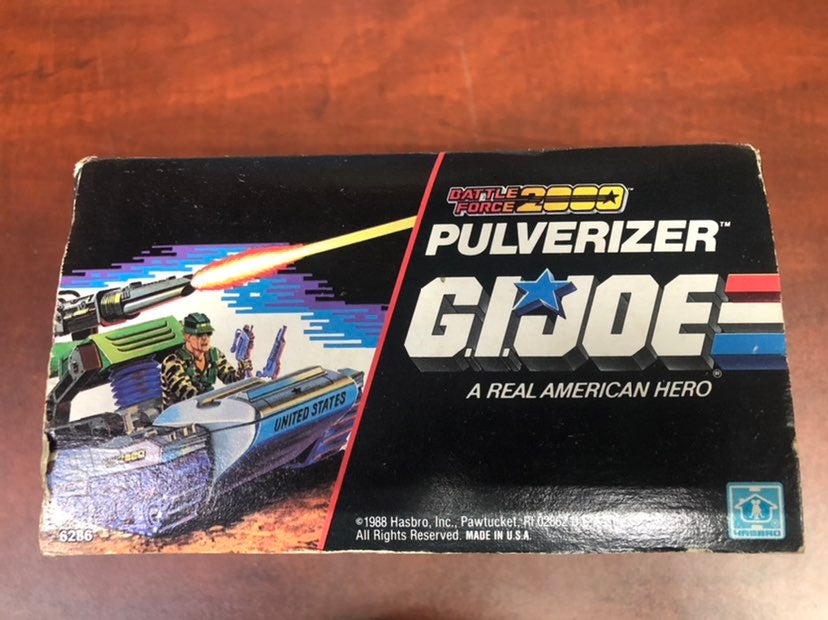 BATTLE
FORCE 2000™
PULVERIZER™
G.I. JOE®
A REAL AMERICAN HERO
UNITED STATES
©1988 Hasbro, Inc., Pawtucket, RI 02862 U.S.A.
All Rights Reserved. MADE IN U.S.A.
6286
HASBRO